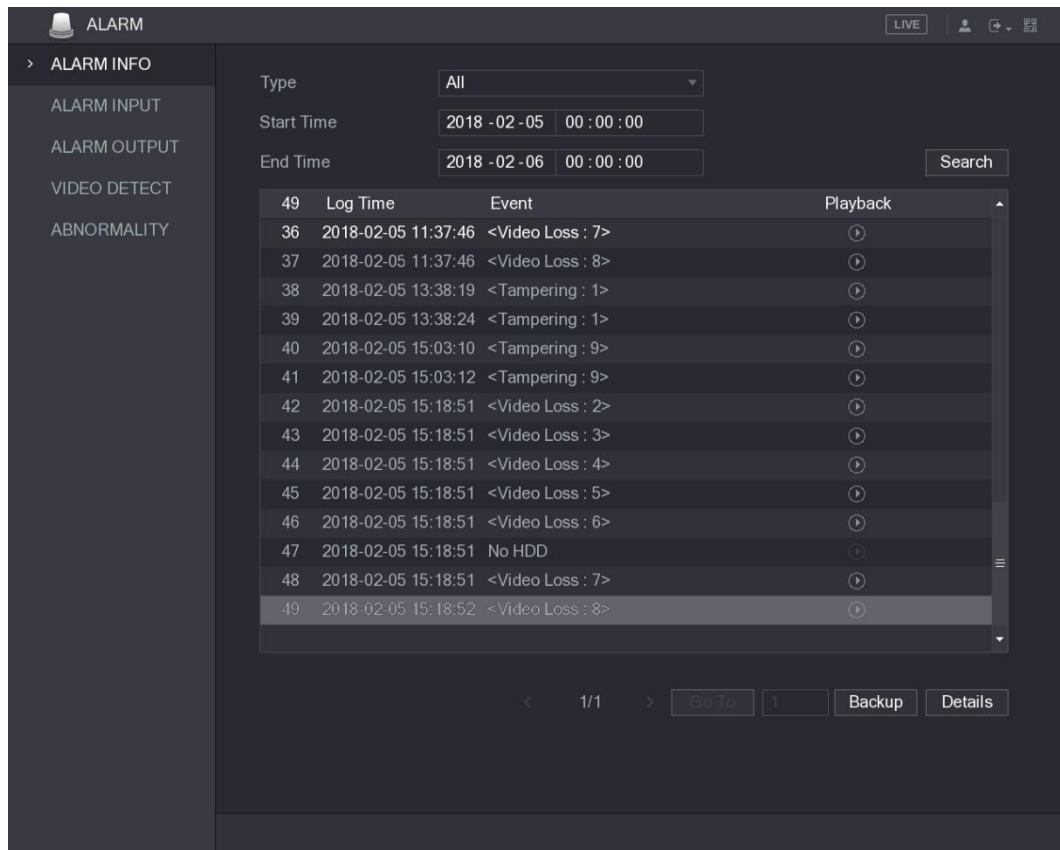 ALARM LIVE
ALARM INFO
ALARM INPUT
ALARM OUTPUT
VIDEO DETECT
ABNORMALITY
Type All
Start Time 2018 - 02 - 05 00 : 00 : 00
End Time 2018 - 02 - 06 00 : 00 : 00 Search
49 Log Time Event Playback
36 2018-02-05 11:37:46 <Video Loss : 7>
37 2018-02-05 11:37:46 <Video Loss : 8>
38 2018-02-05 13:38:19 <Tampering : 1>
39 2018-02-05 13:38:24 <Tampering : 1>
40 2018-02-05 15:03:10 <Tampering : 9>
41 2018-02-05 15:03:12 <Tampering : 9>
42 2018-02-05 15:18:51 <Video Loss : 2>
43 2018-02-05 15:18:51 <Video Loss : 3>
44 2018-02-05 15:18:51 <Video Loss : 4>
45 2018-02-05 15:18:51 <Video Loss : 5>
46 2018-02-05 15:18:51 <Video Loss : 6>
47 2018-02-05 15:18:51 No HDD
48 2018-02-05 15:18:51 <Video Loss : 7>
49 2018-02-05 15:18:52 <Video Loss : 8>
< 1/1 > Go To 1 Backup Details